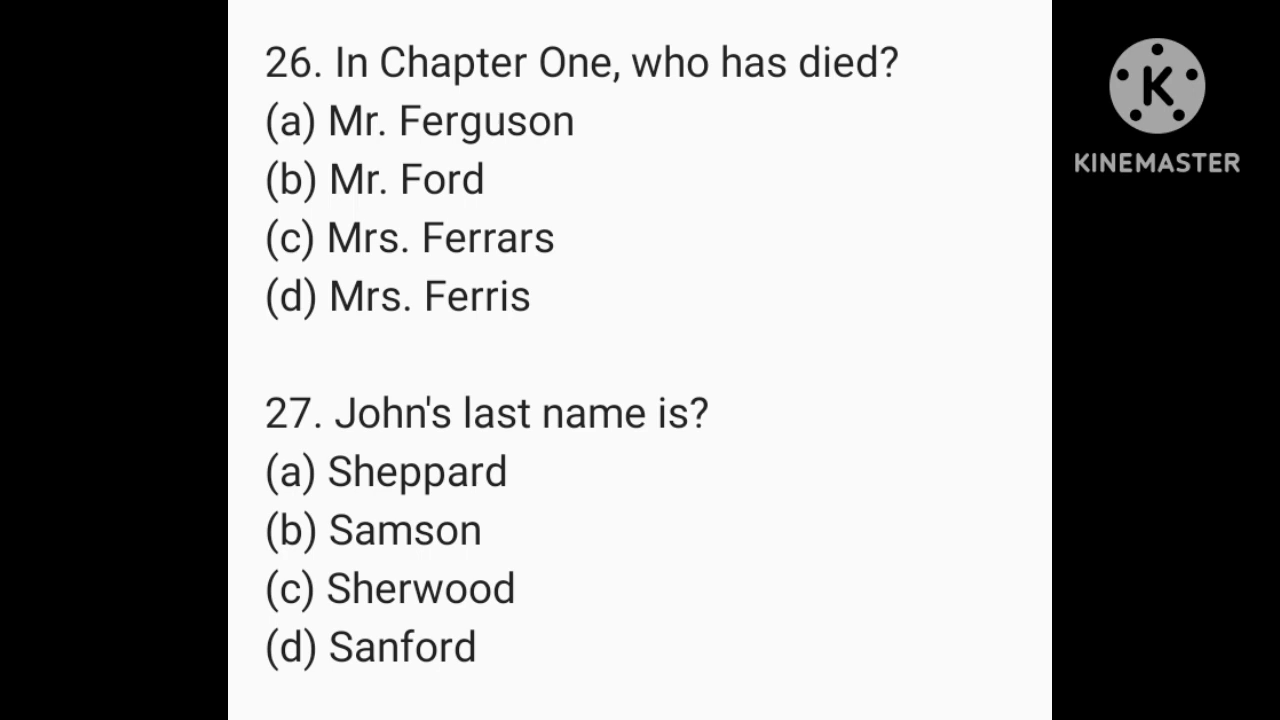 26. In Chapter One, who has died?
(a) Mr. Ferguson
(b) Mr. Ford
(c) Mrs. Ferrars
(d) Mrs. Ferris
27. John's last name is?
(a) Sheppard
(b) Samson
(c) Sherwood
(d) Sanford
K
KINEMASTER